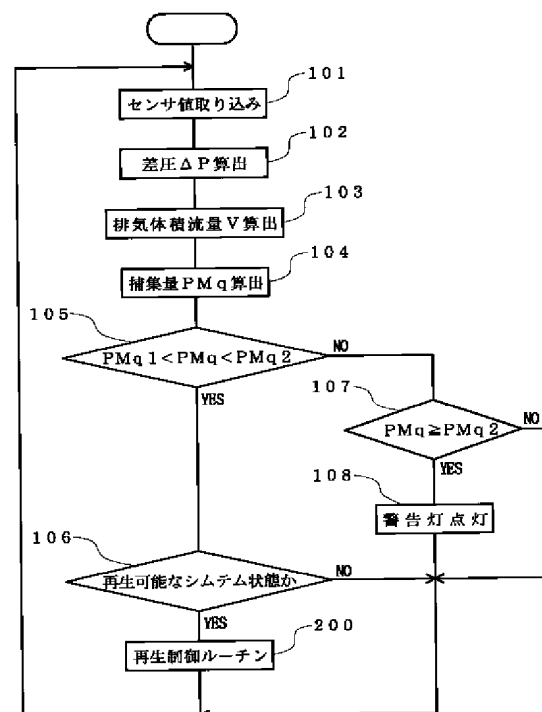 101
センサ値取り込み
102
差圧ΔP算出
103
排気体積流量V算出
104
捕集量PMq算出
105
PMq1<PMq<PMq2
NO
YES
107
PMq≧PMq2
NO
YES
108
警告灯点灯
106
再生可能なシムテム状態か
NO
YES
200
再生制御ルーチン